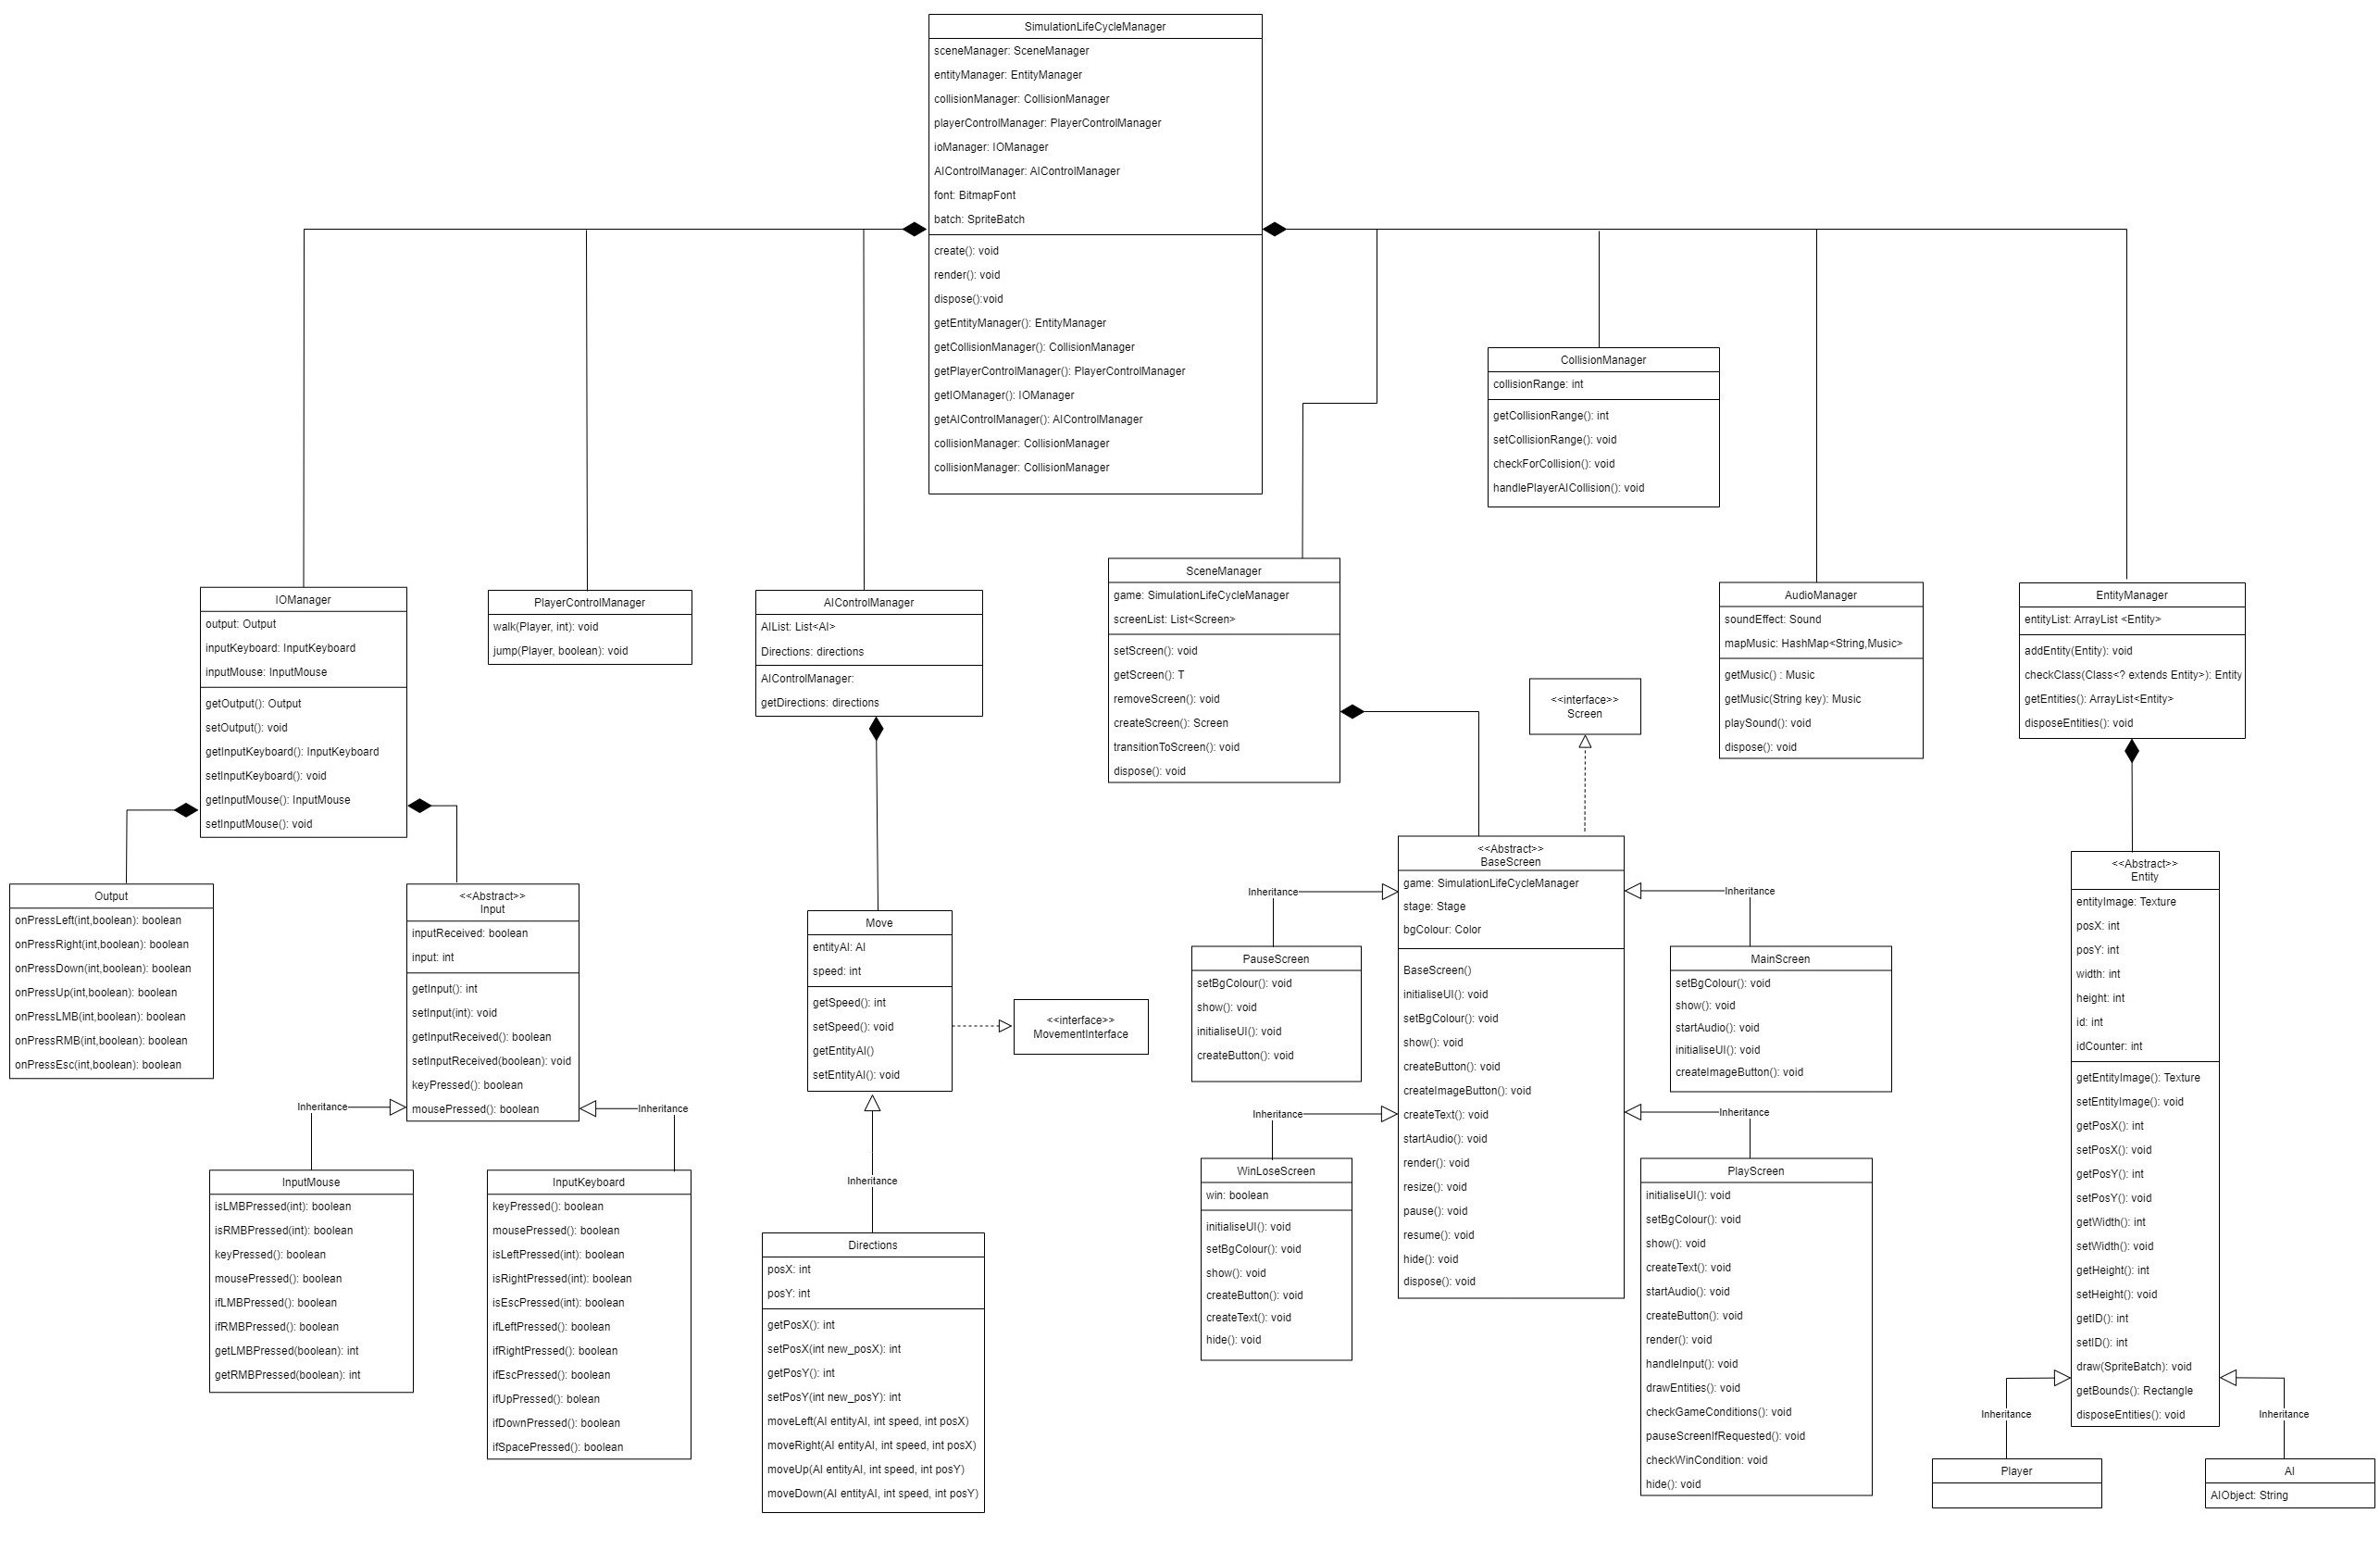 SimulationLifeCycleManager
sceneManager: SceneManager
entityManager: EntityManager
collisionManager: CollisionManager
playerControlManager: PlayerControlManager
ioManager: IOManager
AIControlManager: AIControlManager
font: BitmapFont
batch: SpriteBatch
create(): void
render(): void
dispose():void
getEntityManager(): EntityManager
getCollisionManager(): CollisionManager
getPlayerControlManager(): PlayerControlManager
getIOManager(): IOManager
getAIControlManager(): AIControlManager
collisionManager: CollisionManager
collisionManager: CollisionManager
CollisionManager
collisionRange: int
getCollisionRange(): int
setCollisionRange(): void
checkForCollision(): void
handlePlayerAICollision(): void
IOManager
output: Output
inputKeyboard: InputKeyboard
inputMouse: InputMouse
getOutput(): Output
setOutput(): void
getInputKeyboard(): InputKeyboard
setInputKeyboard(): void
getInputMouse(): InputMouse
setInputMouse(): void
PlayerControlManager
walk(Player, int): void
jump(Player, boolean): void
AIControlManager
AIList: List<AI>
Directions: directions
AIControlManager:
getDirections: directions
SceneManager
game: SimulationLifeCycleManager
screenList: List<Screen>
setScreen(): void
getScreen(): T
removeScreen(): void
createScreen(): Screen
transitionToScreen(): void
dispose(): void
<<interface>>
Screen
AudioManager
soundEffect: Sound
mapMusic: HashMap<String,Music>
getMusic() : Music
getMusic(String key): Music
playSound(): void
dispose(): void
EntityManager
entityList: ArrayList <Entity>
addEntity(Entity): void
checkClass(Class<? extends Entity>): Entity
getEntities(): ArrayList<Entity>
disposeEntities(): void
Output
onPressLeft(int,boolean): boolean
onPressRight(int,boolean): boolean
onPressDown(int,boolean): boolean
onPressUp(int,boolean): boolean
onPressLMB(int,boolean): boolean
onPressRMB(int,boolean): boolean
onPressEsc(int,boolean): boolean
<<Abstract>>
Input
inputReceived: boolean
input: int
getInput(): int
setInput(int): void
getInputReceived(): boolean
setInputReceived(boolean): void
keyPressed(): boolean
mousePressed(): boolean
Inheritance
Inheritance
InputMouse
isLMBPressed(int): boolean
isRMBPressed(int): boolean
keyPressed(): boolean
mousePressed(): boolean
ifLMBPressed(): boolean
ifRMBPressed(): boolean
getLMBPressed(boolean): int
getRMBPressed(boolean): int
InputKeyboard
keyPressed(): boolean
mousePressed(): boolean
isLeftPressed(int): boolean
isRightPressed(int): boolean
isEscPressed(int): boolean
ifLeftPressed(): boolean
ifRightPressed(): boolean
ifEscPressed(): boolean
ifUpPressed(): bolean
ifDownPressed(): boolean
ifSpacePressed(): boolean
Move
entityAI: AI
speed: int
getSpeed(): int
setSpeed(): void
getEntityAI()
setEntityAI(): void
<<interface>>
MovementInterface
Inheritance
Directions
posX: int
posY: int
getPosX(): int
setPosX(int new_posX): int
getPosY(): int
setPosY(int new_posY): int
moveLeft(AI entityAI, int speed, int posX)
moveRight(AI entityAI, int speed, int posX)
moveUp(AI entityAI, int speed, int posY)
moveDown(AI entityAI, int speed, int posY)
<<Abstract>>
BaseScreen
game: SimulationLifeCycleManager
stage: Stage
bgColour: Color
BaseScreen()
initialiseUI(): void
setBgColour(): void
show(): void
createButton(): void
createImageButton(): void
createText(): void
startAudio(): void
render(): void
resize(): void
pause(): void
resume(): void
hide(): void
dispose(): void
Inheritance
Inheritance
PauseScreen
setBgColour(): void
show(): void
initialiseUI(): void
createButton(): void
MainScreen
setBgColour(): void
show(): void
startAudio(): void
initialiseUI(): void
createImageButton(): void
Inheritance
Inheritance
WinLoseScreen
win: boolean
initialiseUI(): void
setBgColour(): void
show(): void
createButton(): void
createText(): void
hide(): void
PlayScreen
initialiseUI(): void
setBgColour(): void
show(): void
createText(): void
startAudio(): void
createButton(): void
render(): void
handleInput(): void
drawEntities(): void
checkGameConditions(): void
pauseScreenIfRequested(): void
checkWinCondition: void
hide(): void
<<Abstract>>
Entity
entityImage: Texture
posX: int
posY: int
width: int
height: int
id: int
idCounter: int
getEntityImage(): Texture
setEntityImage(): void
getPosX(): int
setPosX(): void
getPosY(): int
setPosY(): void
getWidth(): int
setWidth(): void
getHeight(): int
setHeight(): void
getID(): int
setID(): int
draw(SpriteBatch): void
getBounds(): Rectangle
disposeEntities(): void
Inheritance
Inheritance
Player
AI
AIObject: String